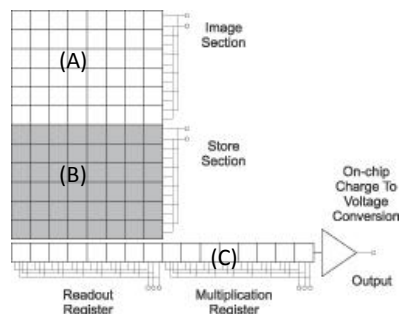 Image
Section
(A)
Store
Section
(B)
On-chip
Charge To
Voltage
Conversion
(C)
Output
Readout
Register
Multiplication
Register